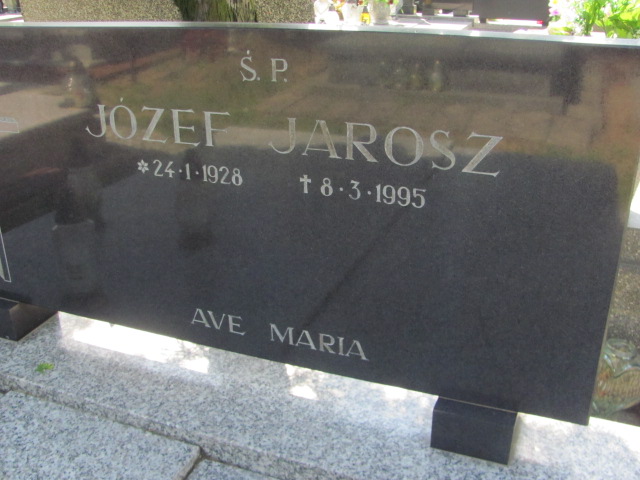 Ś.P.
JÓZEF JAROSZ
*24·1·1928 †8·3·1995
AVE MARIA